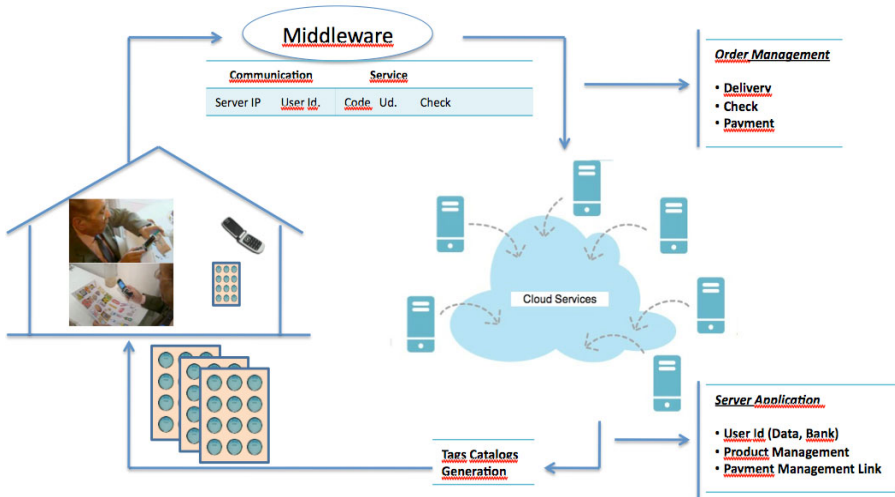 Middleware
Communication Service
Server IP User Id. Code Ud. Check
Order Management
• Delivery
• Check
• Payment
Cloud Services
Server Application
• User Id (Data, Bank)
• Product Management
• Payment Management Link
Tags Catalogs
Generation